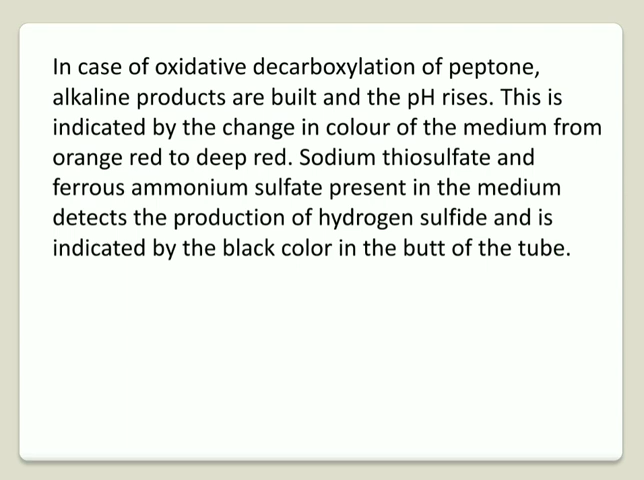 In case of oxidative decarboxylation of peptone,
alkaline products are built and the pH rises. This is
indicated by the change in colour of the medium from
orange red to deep red. Sodium thiosulfate and
ferrous ammonium sulfate present in the medium
detects the production of hydrogen sulfide and is
indicated by the black color in the butt of the tube.